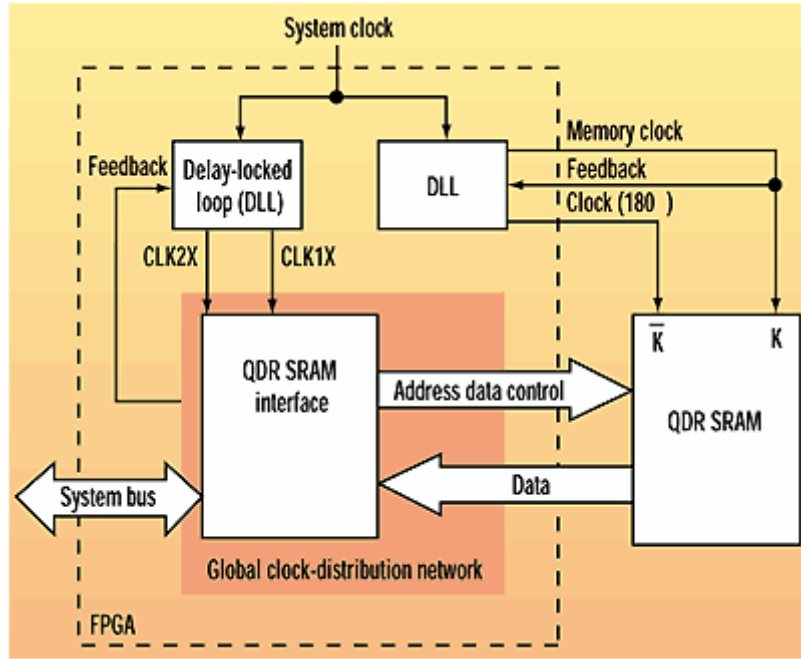 System clock
Memory clock
Feedback
Delay-locked
loop (DLL)
DLL
Feedback
Clock (180 )
CLK2X
CLK1X
K̅
K
QDR SRAM
interface
Address data control
QDR SRAM
Data
System bus
Global clock-distribution network
FPGA